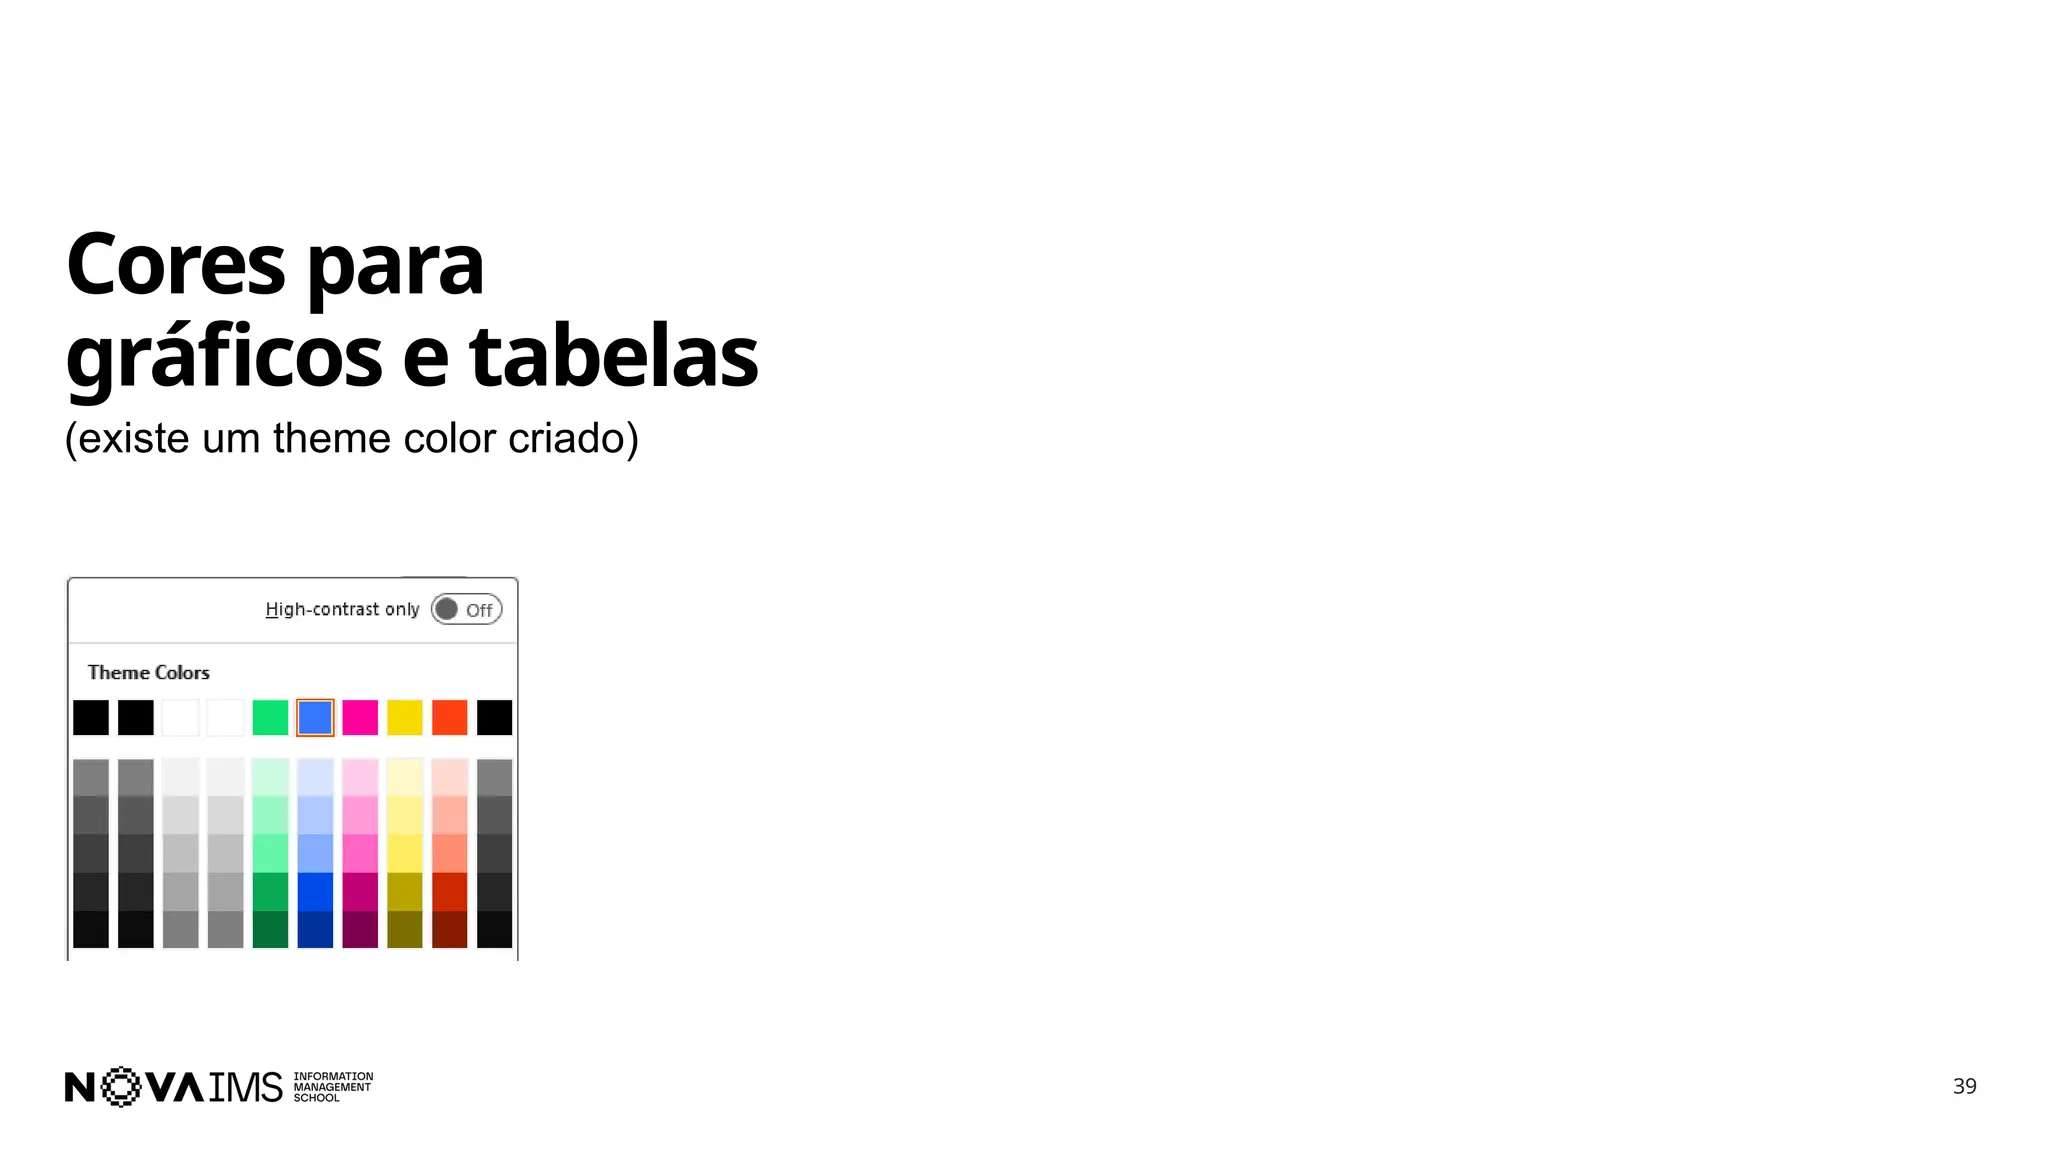 Cores para
gráficos e tabelas
(existe um theme color criado)
High-contrast only Off
Theme Colors
NOVA IMS INFORMATION
MANAGEMENT
SCHOOL
39